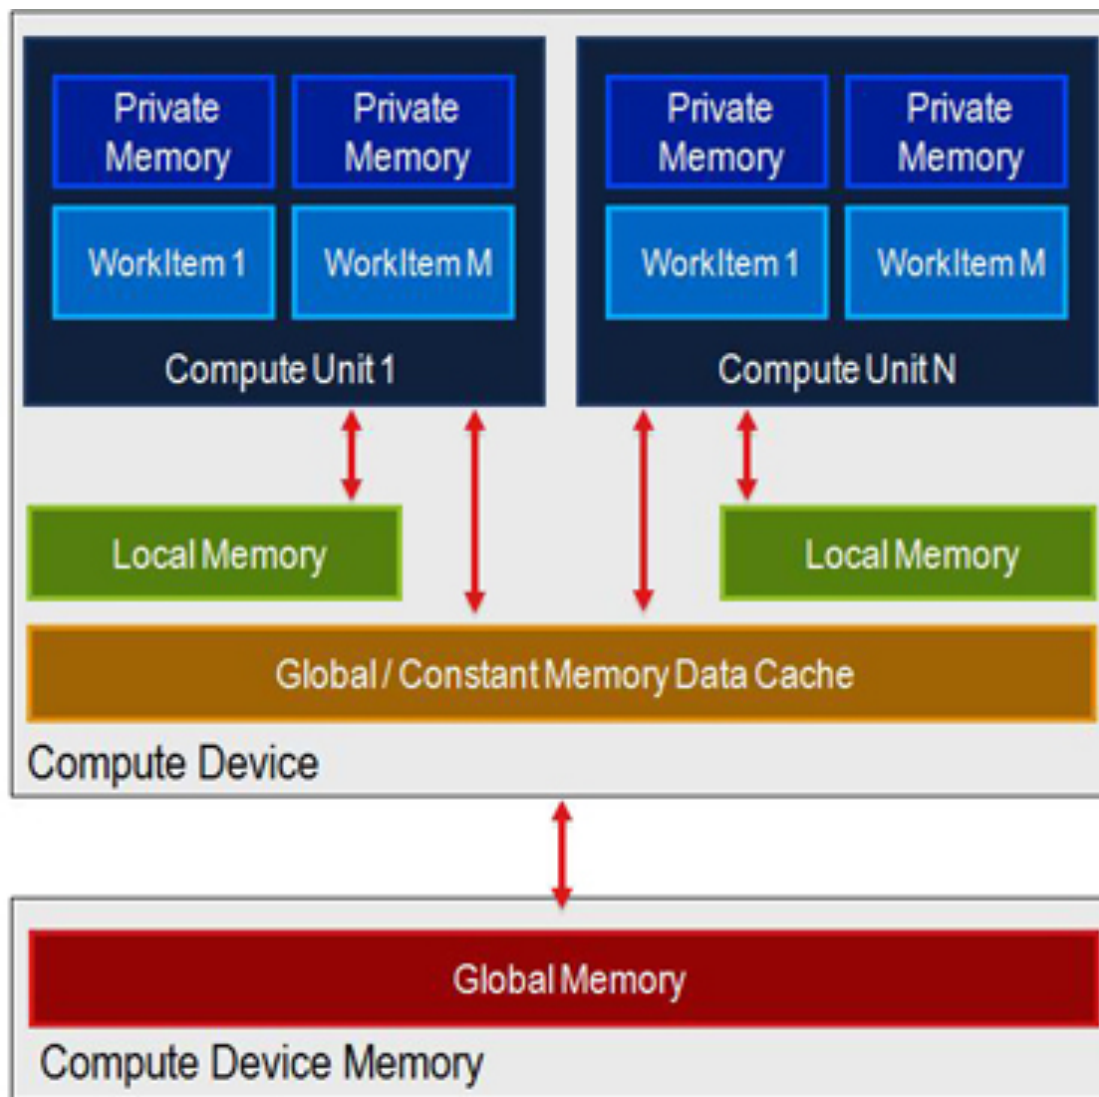 Private
Memory
Private
Memory
Private
Memory
Private
Memory
WorkItem 1
WorkItem M
WorkItem 1
WorkItem M
Compute Unit 1
Compute Unit N
Local Memory
Local Memory
Global / Constant Memory Data Cache
Compute Device
Global Memory
Compute Device Memory